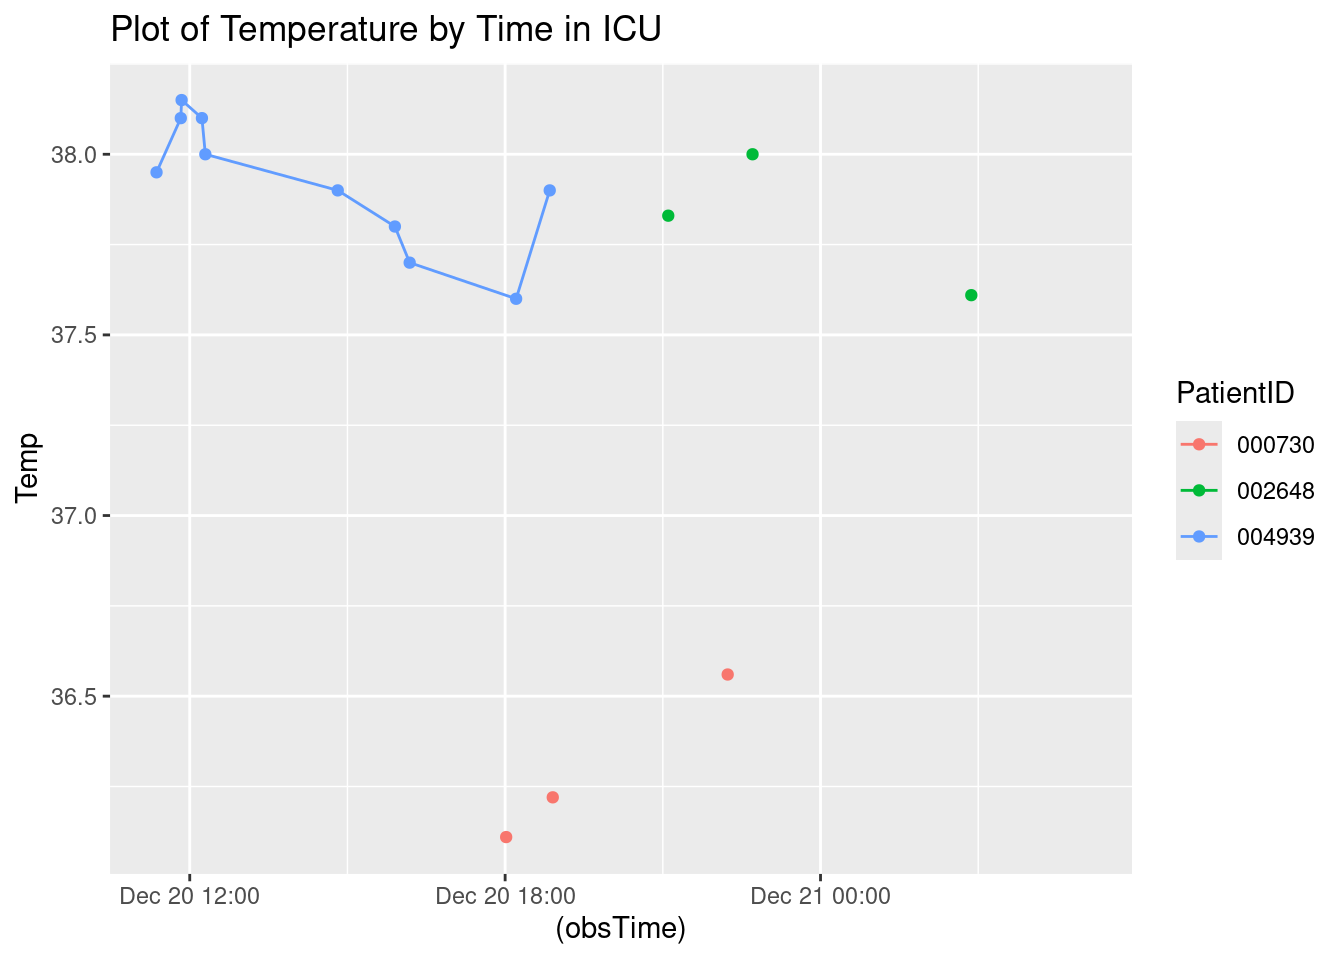 Plot of Temperature by Time in ICU
38.0
37.5
37.0
36.5
Temp
Dec 20 12:00
Dec 20 18:00
Dec 21 00:00
(obsTime)
PatientID
000730
002648
004939